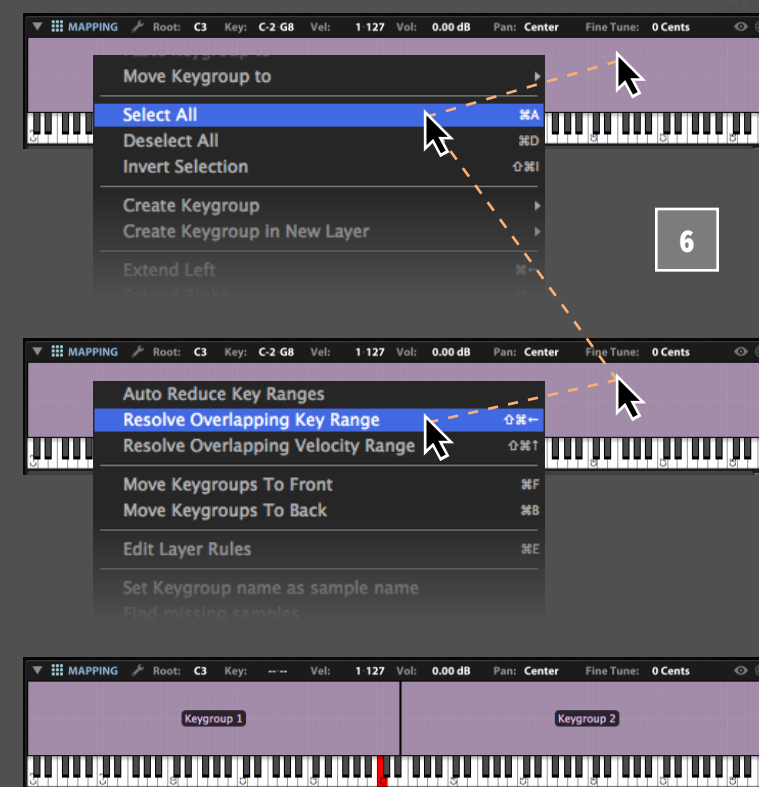 MAPPING Root: C3 Key: C-2-G8 Vel: 1-127 Vol: 0.00 dB Pan: Center Fine Tune: 0 Cents
Move Keygroup to
Select All ⌘A
Deselect All ⌘D
Invert Selection ⇧⌘I
Create Keygroup
Create Keygroup in New Layer
Extend Left ⌘←
Extend Right
6
MAPPING Root: C3 Key: C-2-G8 Vel: 1-127 Vol: 0.00 dB Pan: Center Fine Tune: 0 Cents
Auto Reduce Key Ranges
Resolve Overlapping Key Range ⇧⌘←
Resolve Overlapping Velocity Range ⇧⌘↑
Move Keygroups To Front ⌘F
Move Keygroups To Back ⌘B
Edit Layer Rules ⌘E
Set Keygroup name as sample name
Find missing samples
MAPPING Root: C3 Key: --·-- Vel: 1-127 Vol: 0.00 dB Pan: Center Fine Tune: 0 Cents
Keygroup 1
Keygroup 2